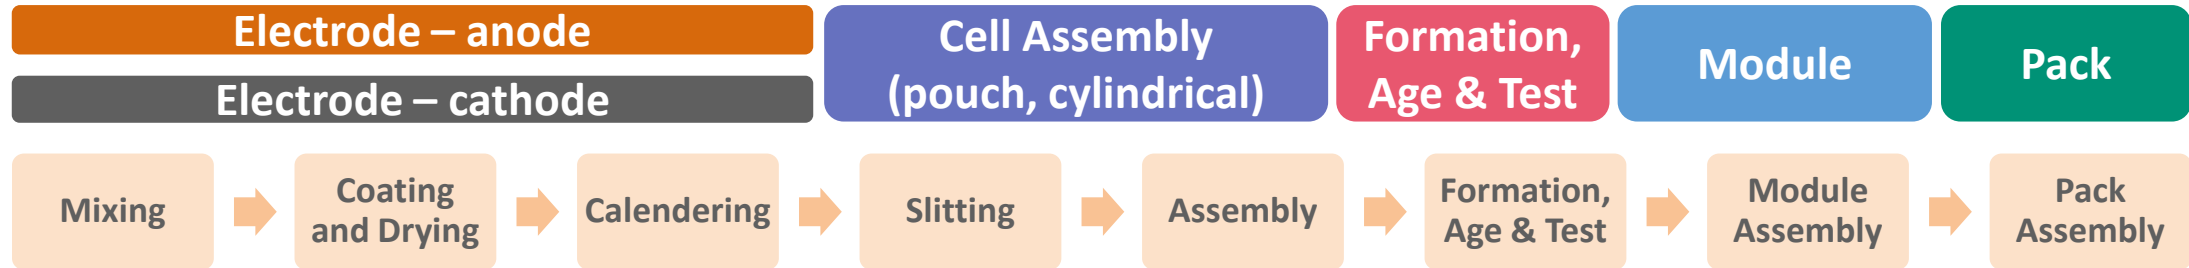 Electrode – anode
Electrode – cathode
Cell Assembly
(pouch, cylindrical)
Formation,
Age & Test
Module
Pack
Mixing
Coating
and Drying
Calendering
Slitting
Assembly
Formation,
Age & Test
Module
Assembly
Pack
Assembly